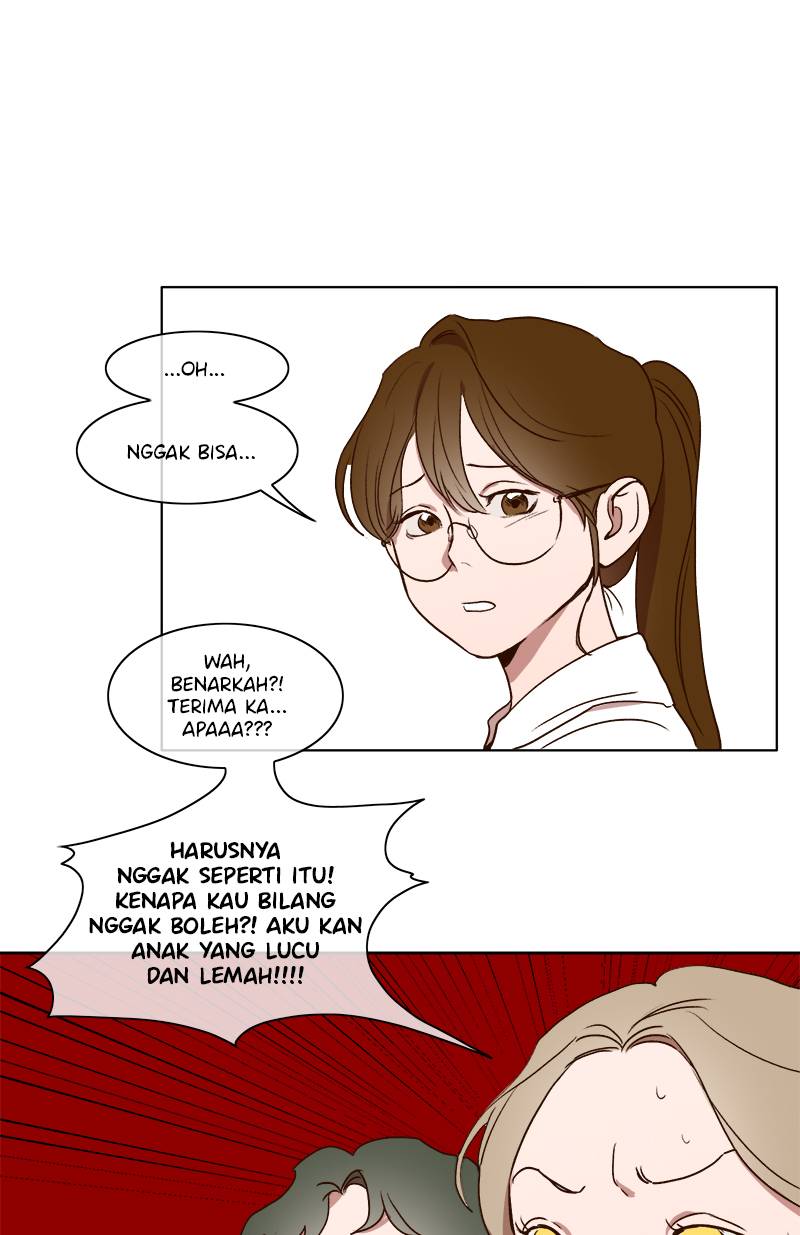 ...OH...
NGGAK BISA...
WAH,
BENARKAH?!
TERIMA KA...
APAAA???
HARUSNYA
NGGAK SEPERTI ITU!
KENAPA KAU BILANG
NGGAK BOLEH?! AKU KAN
ANAK YANG LUCU
DAN LEMAH!!!!